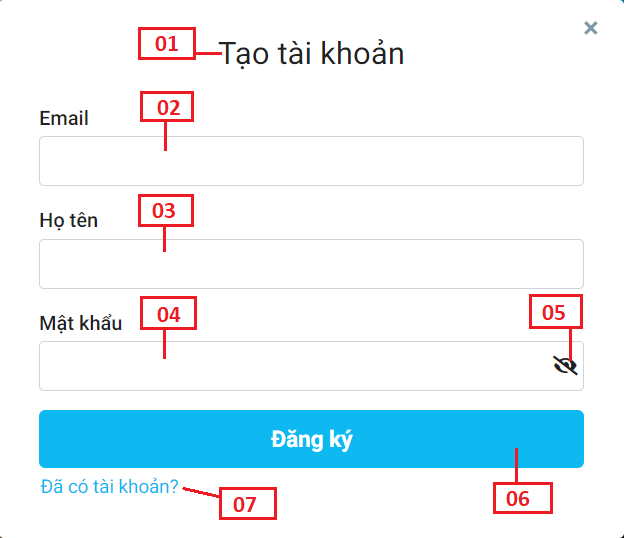 ×
01
Tạo tài khoản
Email
02
Họ tên
03
Mật khẩu
04
05
Đăng ký
06
Đã có tài khoản?
07